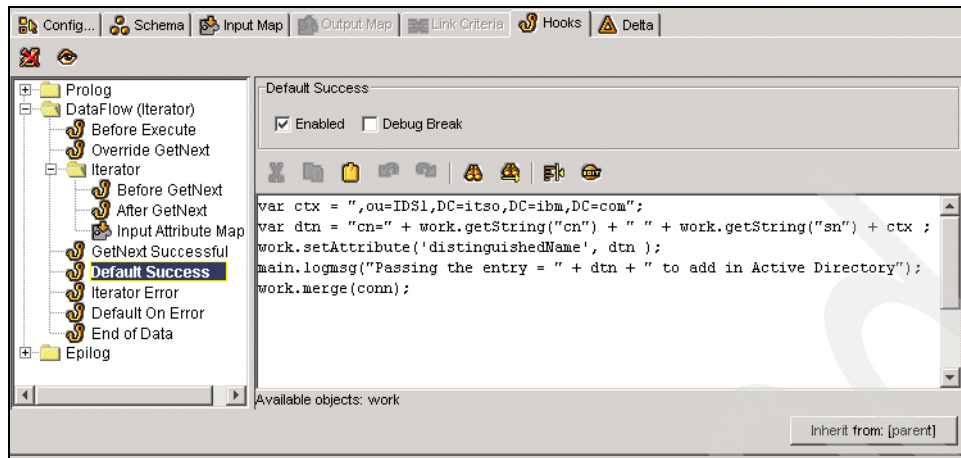 Config... Schema Input Map Output Map Link Criteria Hooks Delta
Prolog
DataFlow (Iterator)
Before Execute
Override GetNext
Iterator
Before GetNext
After GetNext
Input Attribute Map
GetNext Successful
Default Success
Iterator Error
Default On Error
End of Data
Epilog
Default Success
Enabled Debug Break
var ctx = ",ou=IDS1,DC=itso,DC=ibm,DC=com";
var dtn = "cn=" + work.getString("cn") + " " + work.getString("sn") + ctx ;
work.setAttribute('distinguishedName', dtn );
main.logmsg("Passing the entry = " + dtn + " to add in Active Directory");
work.merge(conn);
Available objects: work
Inherit from: [parent]